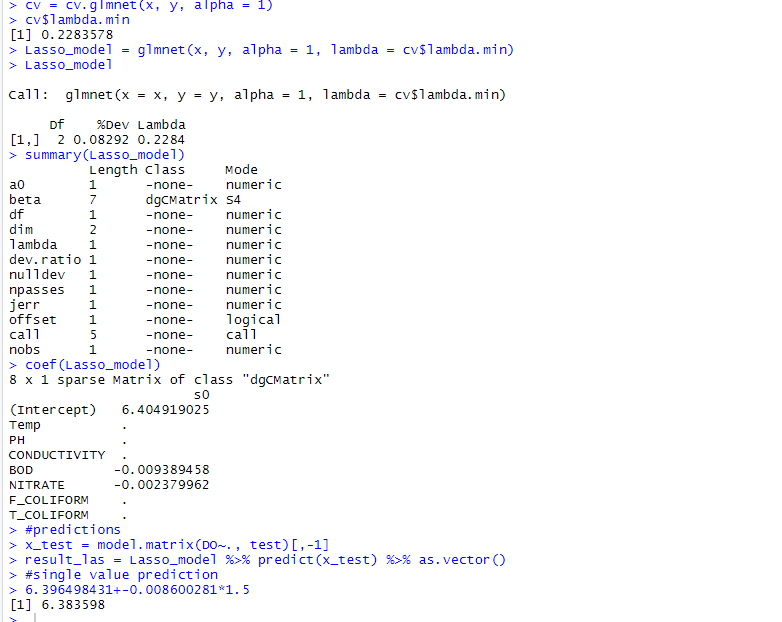 > cv = cv.glmnet(x, y, alpha = 1)
> cv$lambda.min
[1] 0.2283578
> Lasso_model = glmnet(x, y, alpha = 1, lambda = cv$lambda.min)
> Lasso_model

Call:  glmnet(x = x, y = y, alpha = 1, lambda = cv$lambda.min)

     Df    %Dev Lambda
[1,]  2 0.08292 0.2284
> summary(Lasso_model)
          Length Class     Mode
a0        1      -none-    numeric
beta      7      dgCMatrix S4
df        1      -none-    numeric
dim       2      -none-    numeric
lambda    1      -none-    numeric
dev.ratio 1      -none-    numeric
nulldev   1      -none-    numeric
npasses   1      -none-    numeric
jerr      1      -none-    numeric
offset    1      -none-    logical
call      5      -none-    call
nobs      1      -none-    numeric
> coef(Lasso_model)
8 x 1 sparse Matrix of class "dgCMatrix"
                       s0
(Intercept)   6.404919025
Temp          .
PH            .
CONDUCTIVITY  .
BOD          -0.009389458
NITRATE      -0.002379962
F_COLIFORM    .
T_COLIFORM    .
> #predictions
> x_test = model.matrix(DO~., test)[,-1]
> result_las = Lasso_model %>% predict(x_test) %>% as.vector()
> #single value prediction
> 6.396498431+-0.008600281*1.5
[1] 6.383598
>